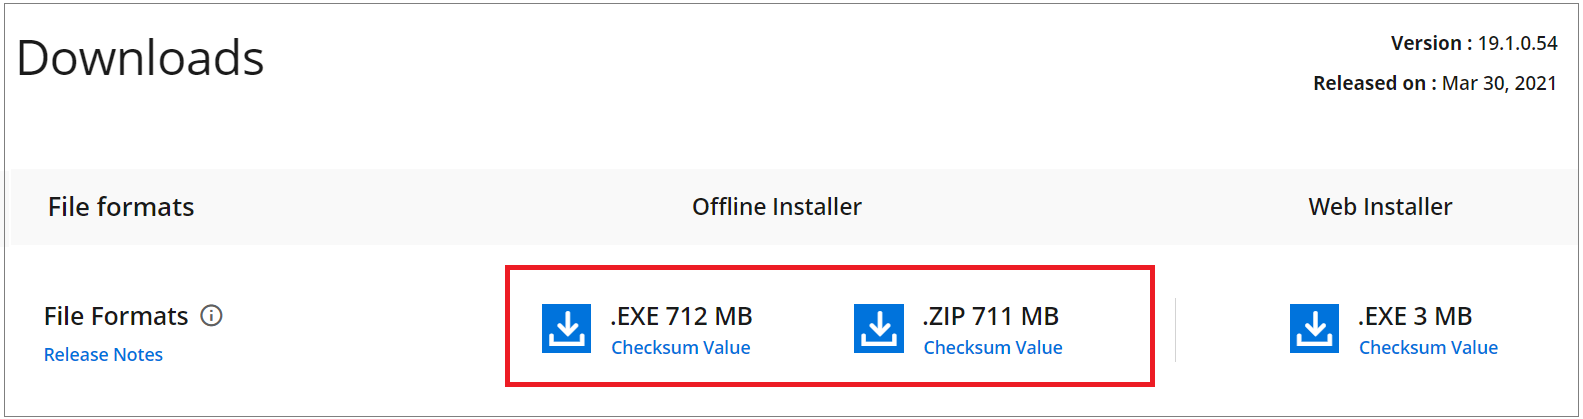 Downloads
Version : 19.1.0.54
Released on : Mar 30, 2021
File formats
Offline Installer
Web Installer
File Formats
Release Notes
.EXE 712 MB
Checksum Value
.ZIP 711 MB
Checksum Value
.EXE 3 MB
Checksum Value